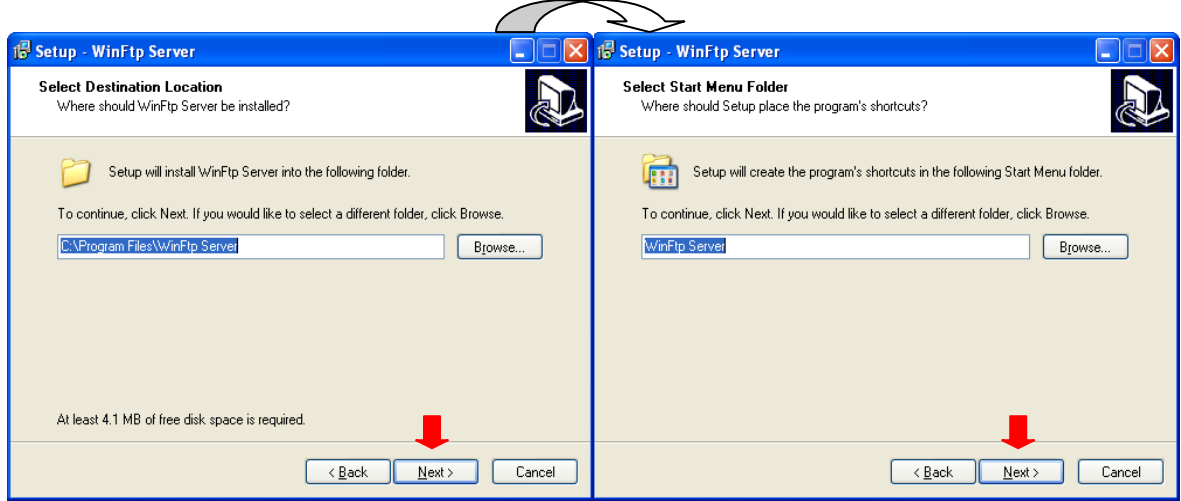 Setup - WinFtp Server
Select Destination Location
Where should WinFtp Server be installed?
Setup will install WinFtp Server into the following folder.
To continue, click Next. If you would like to select a different folder, click Browse.
C:\Program Files\WinFtp Server
Browse...
At least 4.1 MB of free disk space is required.
< Back
Next >
Cancel
Setup - WinFtp Server
Select Start Menu Folder
Where should Setup place the program's shortcuts?
Setup will create the program's shortcuts in the following Start Menu folder.
To continue, click Next. If you would like to select a different folder, click Browse.
WinFtp Server
Browse...
< Back
Next >
Cancel